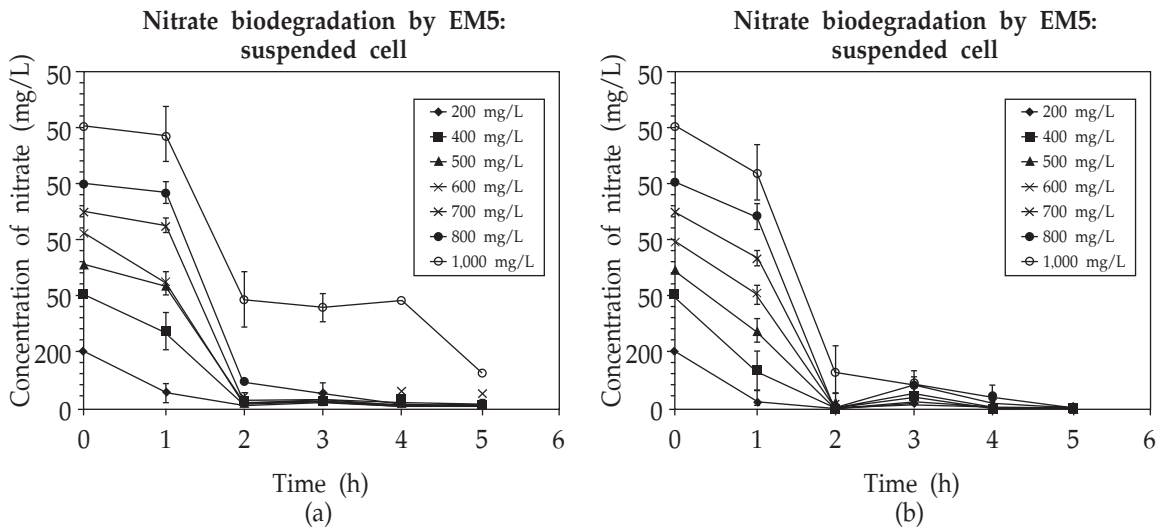 Nitrate biodegradation by EM5:
suspended cell
Concentration of nitrate (mg/L)
50
50
50
50
50
200
0
0 1 2 3 4 5 6
Time (h)
(a)
200 mg/L
400 mg/L
500 mg/L
600 mg/L
700 mg/L
800 mg/L
1,000 mg/L
Nitrate biodegradation by EM5:
suspended cell
Concentration of nitrate (mg/L)
50
50
50
50
50
200
0
0 1 2 3 4 5 6
Time (h)
(b)
200 mg/L
400 mg/L
500 mg/L
600 mg/L
700 mg/L
800 mg/L
1,000 mg/L